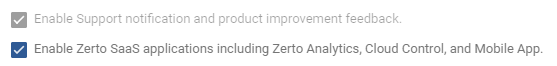 Enable Support notification and product improvement feedback.
Enable Zerto SaaS applications including Zerto Analytics, Cloud Control, and Mobile App.